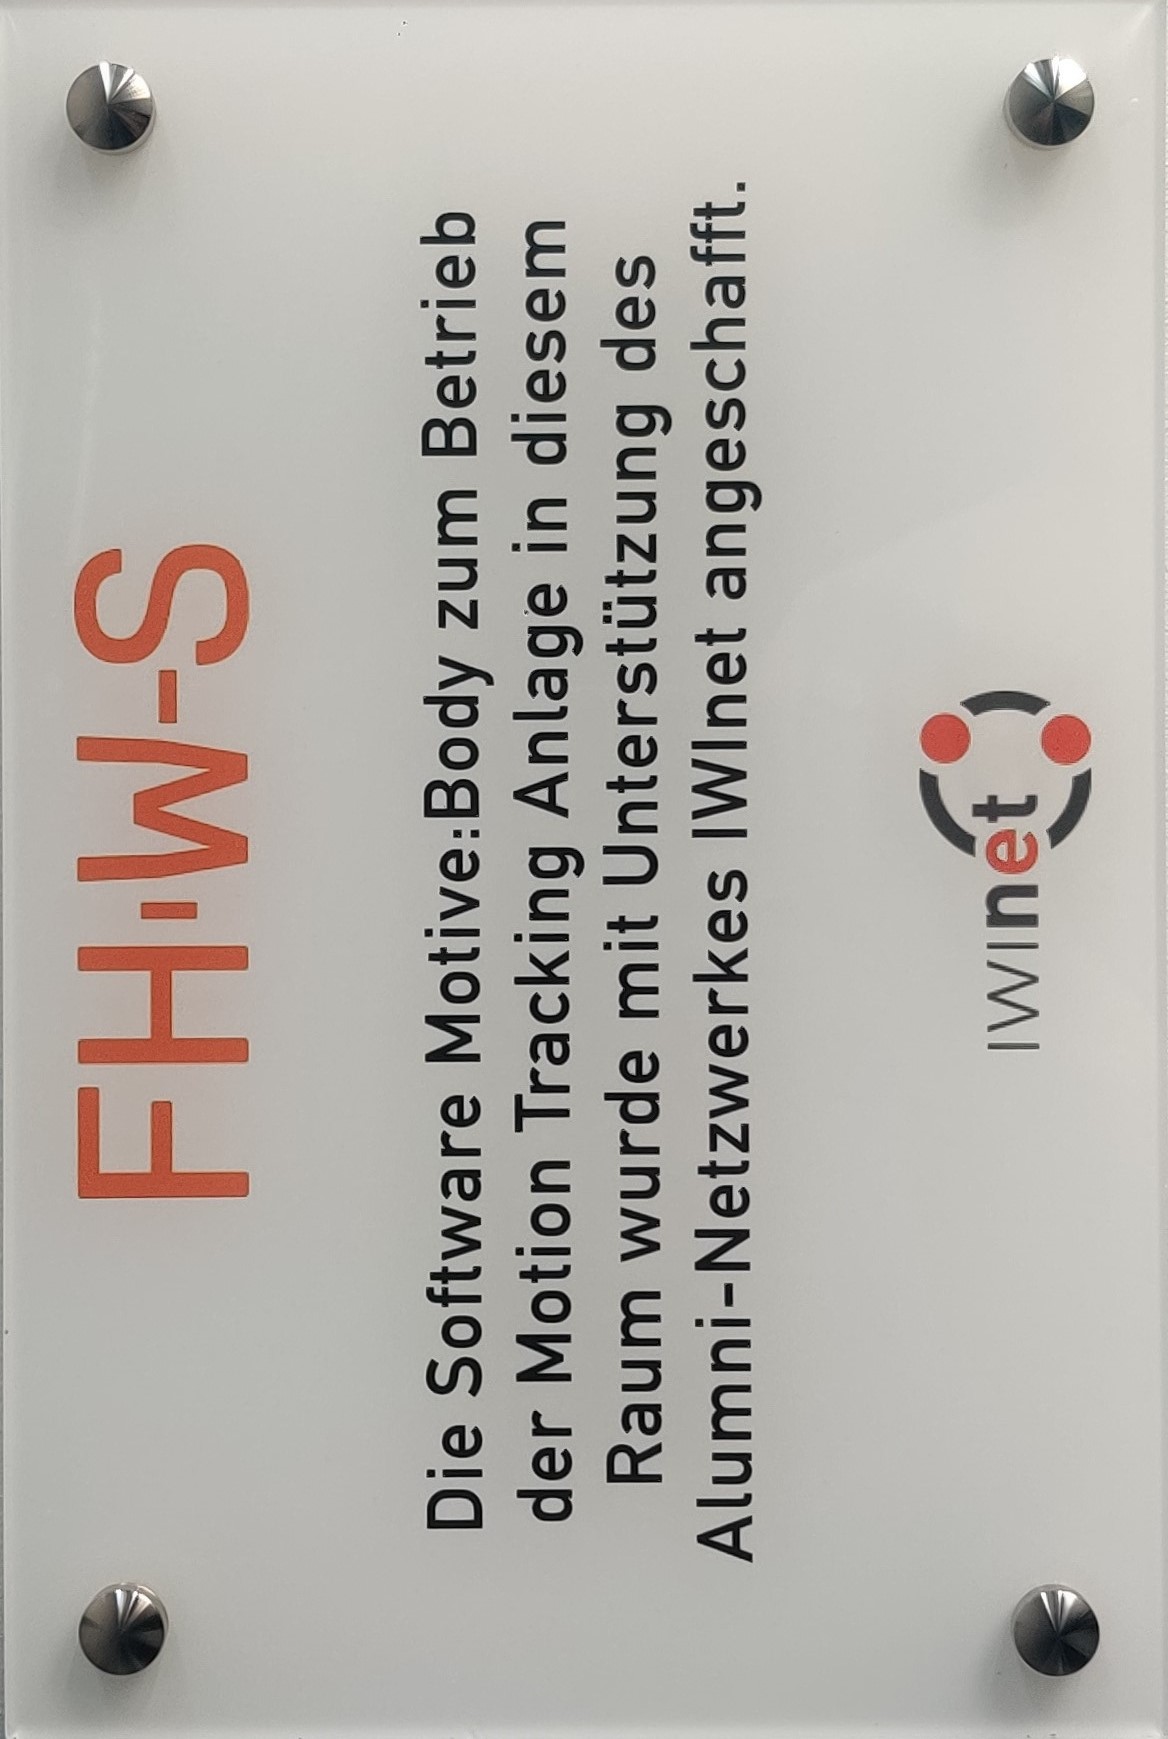 FH·W-S
Die Software Motive:Body zum Betrieb
der Motion Tracking Anlage in diesem
Raum wurde mit Unterstützung des
Alumni-Netzwerkes IWInet angeschafft.
IWInet